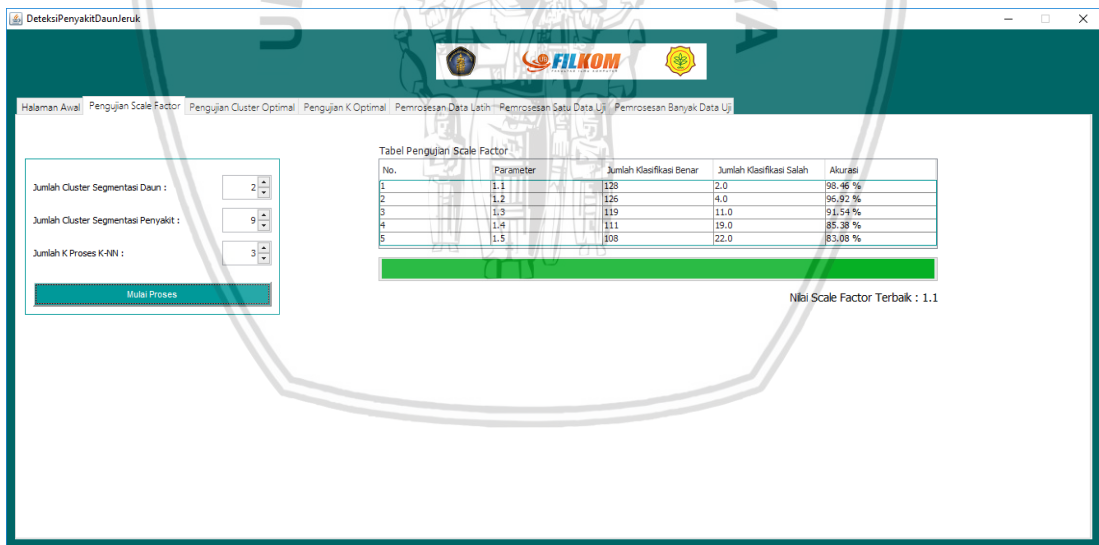 DeteksiPenyakitDaunJeruk
FILKOM
Halaman Awal Pengujian Scale Factor Pengujian Cluster Optimal Pengujian K Optimal Pemrosesan Data Latih Pemrosesan Satu Data Uji Pemrosesan Banyak Data Uji
Jumlah Cluster Segmentasi Daun : 2
Jumlah Cluster Segmentasi Penyakit : 9
Jumlah K Proses K-NN : 3
Mulai Proses
Tabel Pengujian Scale Factor
No. Parameter Jumlah Klasifikasi Benar Jumlah Klasifikasi Salah Akurasi
1 1.1 128 2.0 98.46 %
2 1.2 126 4.0 96.92 %
3 1.3 119 11.0 91.54 %
4 1.4 111 19.0 85.38 %
5 1.5 108 22.0 83.08 %
Nilai Scale Factor Terbaik : 1.1